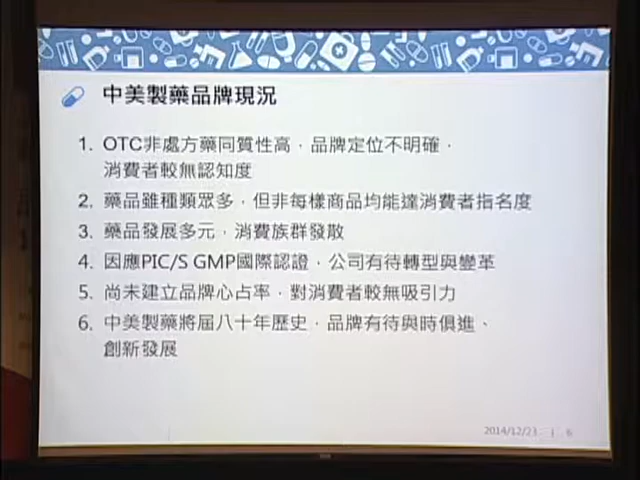 中美製藥品牌現況
1. OTC非處方藥同質性高，品牌定位不明確，
消費者較無認知度
2. 藥品雖種類眾多，但非每樣商品均能達消費者指名度
3. 藥品發展多元，消費族群發散
4. 因應PIC/S GMP國際認證，公司有待轉型與變革
5. 尚未建立品牌心占率，對消費者較無吸引力
6. 中美製藥將屆八十年歷史，品牌有待與時俱進、
創新發展
2014/12/23